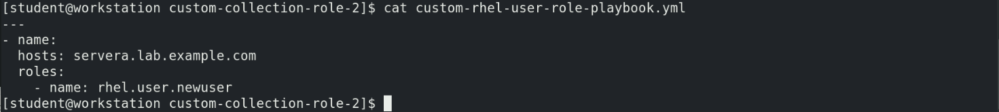 [student@workstation custom-collection-role-2]$ cat custom-rhel-user-role-playbook.yml
---
- name:
  hosts: servera.lab.example.com
  roles:
    - name: rhel.user.newuser
[student@workstation custom-collection-role-2]$